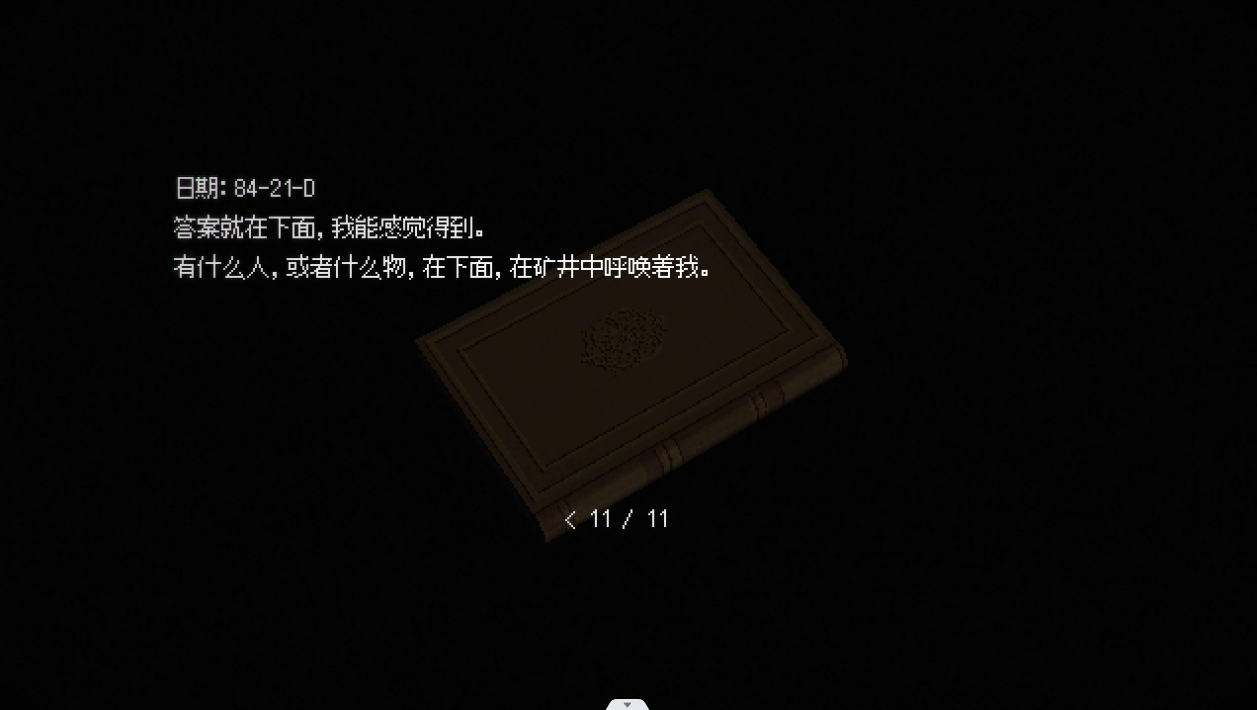 日期: 84-21-D
答案就在下面, 我能感觉得到。
有什么人, 或者什么物, 在下面, 在矿井中呼唤着我。
< 11 / 11